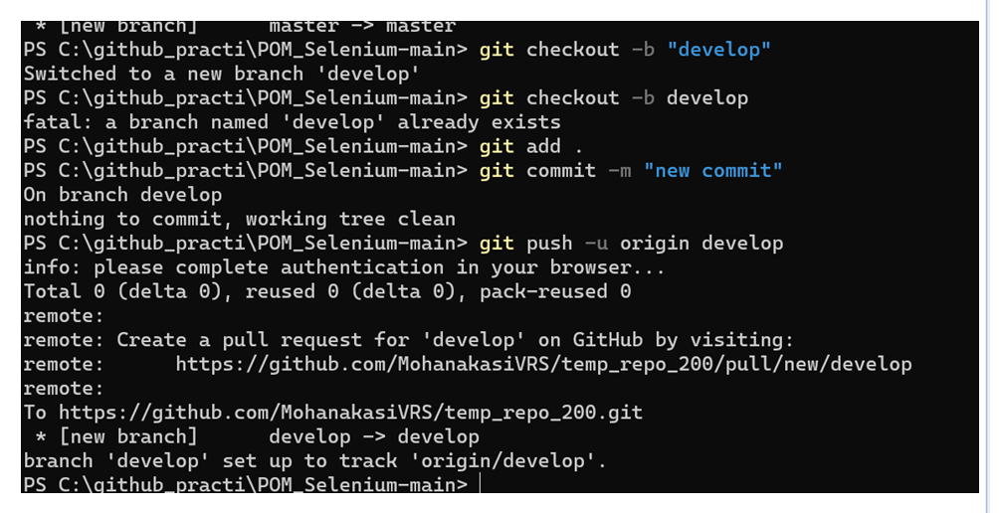 * [new branch]      master -> master
PS C:\github_practi\POM_Selenium-main> git checkout -b "develop"
Switched to a new branch 'develop'
PS C:\github_practi\POM_Selenium-main> git checkout -b develop
fatal: a branch named 'develop' already exists
PS C:\github_practi\POM_Selenium-main> git add .
PS C:\github_practi\POM_Selenium-main> git commit -m "new commit"
On branch develop
nothing to commit, working tree clean
PS C:\github_practi\POM_Selenium-main> git push -u origin develop
info: please complete authentication in your browser...
Total 0 (delta 0), reused 0 (delta 0), pack-reused 0
remote:
remote: Create a pull request for 'develop' on GitHub by visiting:
remote:      https://github.com/MohanakasiVRS/temp_repo_200/pull/new/develop
remote:
To https://github.com/MohanakasiVRS/temp_repo_200.git
 * [new branch]      develop -> develop
branch 'develop' set up to track 'origin/develop'.
PS C:\github_practi\POM_Selenium-main>